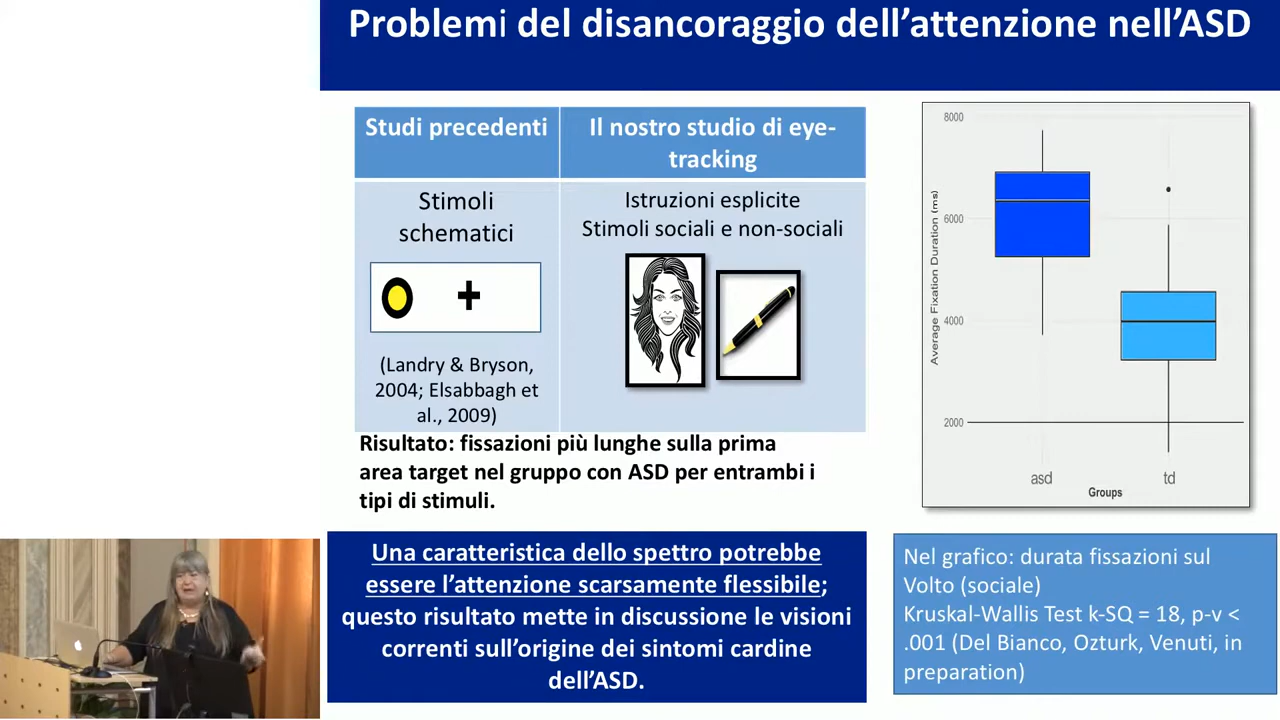 Problemi del disancoraggio dell'attenzione nell'ASD
Studi precedenti
Il nostro studio di eye-
tracking
Stimoli
schematici
(Landry & Bryson,
2004; Elsabbagh et
al., 2009)
Istruzioni esplicite
Stimoli sociali e non-sociali
Risultato: fissazioni più lunghe sulla prima
area target nel gruppo con ASD per entrambi i
tipi di stimuli.
Una caratteristica dello spettro potrebbe
essere l'attenzione scarsamente flessibile;
questo risultato mette in discussione le visioni
correnti sull'origine dei sintomi cardine
dell'ASD.
Average Fixation Duration (ms)
8000
6000
4000
2000
asd
td
Groups
Nel grafico: durata fissazioni sul
Volto (sociale)
Kruskal-Wallis Test k-SQ = 18, p-v <
.001 (Del Bianco, Ozturk, Venuti, in
preparation)